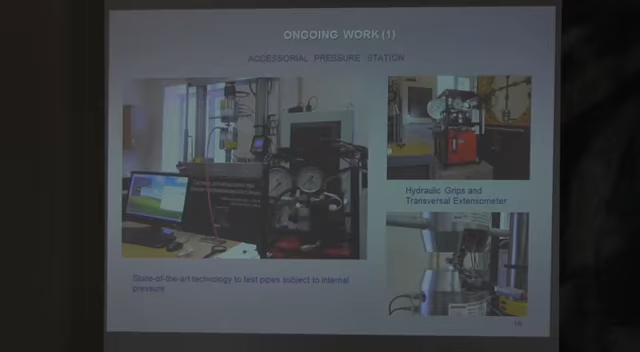 ONGOING WORK (1)
ACCESSORIAL PRESSURE STATION
Hydraulic Grips and
Transversal Extensiometer
State-of-the-art technology to test pipes subject to internal
pressure